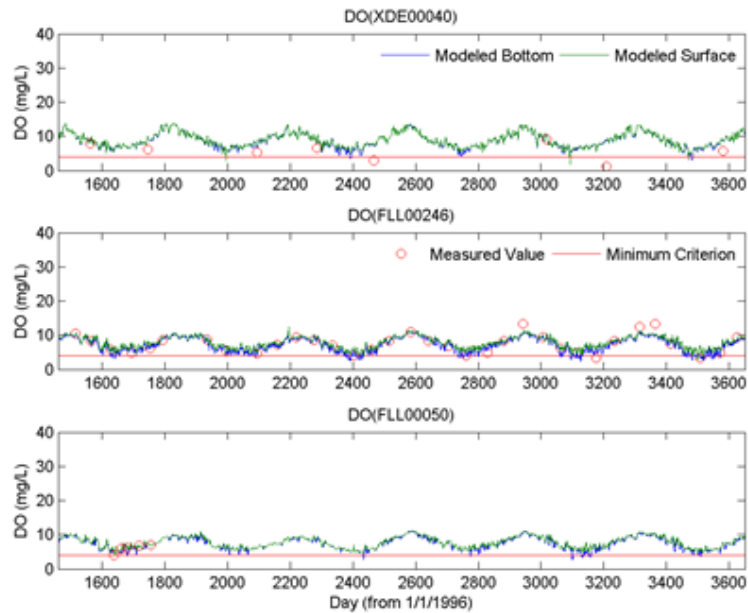 DO(XDE00040)
40
30
20
10
0
DO (mg/L)
Modeled Bottom
Modeled Surface
1600 1800 2000 2200 2400 2600 2800 3000 3200 3400 3600
DO(FLL00246)
40
30
20
10
0
DO (mg/L)
Measured Value
Minimum Criterion
1600 1800 2000 2200 2400 2600 2800 3000 3200 3400 3600
DO(FLL00050)
40
30
20
10
0
DO (mg/L)
1600 1800 2000 2200 2400 2600 2800 3000 3200 3400 3600
Day (from 1/1/1996)